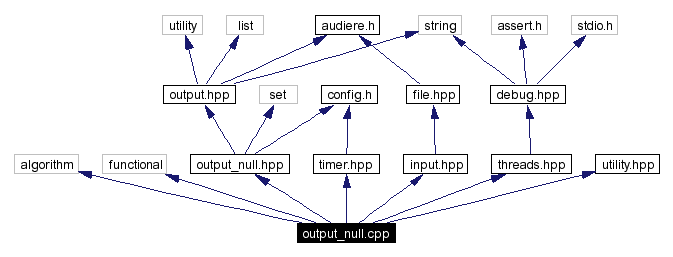 utility list audiere.h string assert.h stdio.h
output.hpp set config.h file.hpp debug.hpp
algorithm functional output_null.hpp timer.hpp input.hpp threads.hpp utility.hpp
output_null.cpp